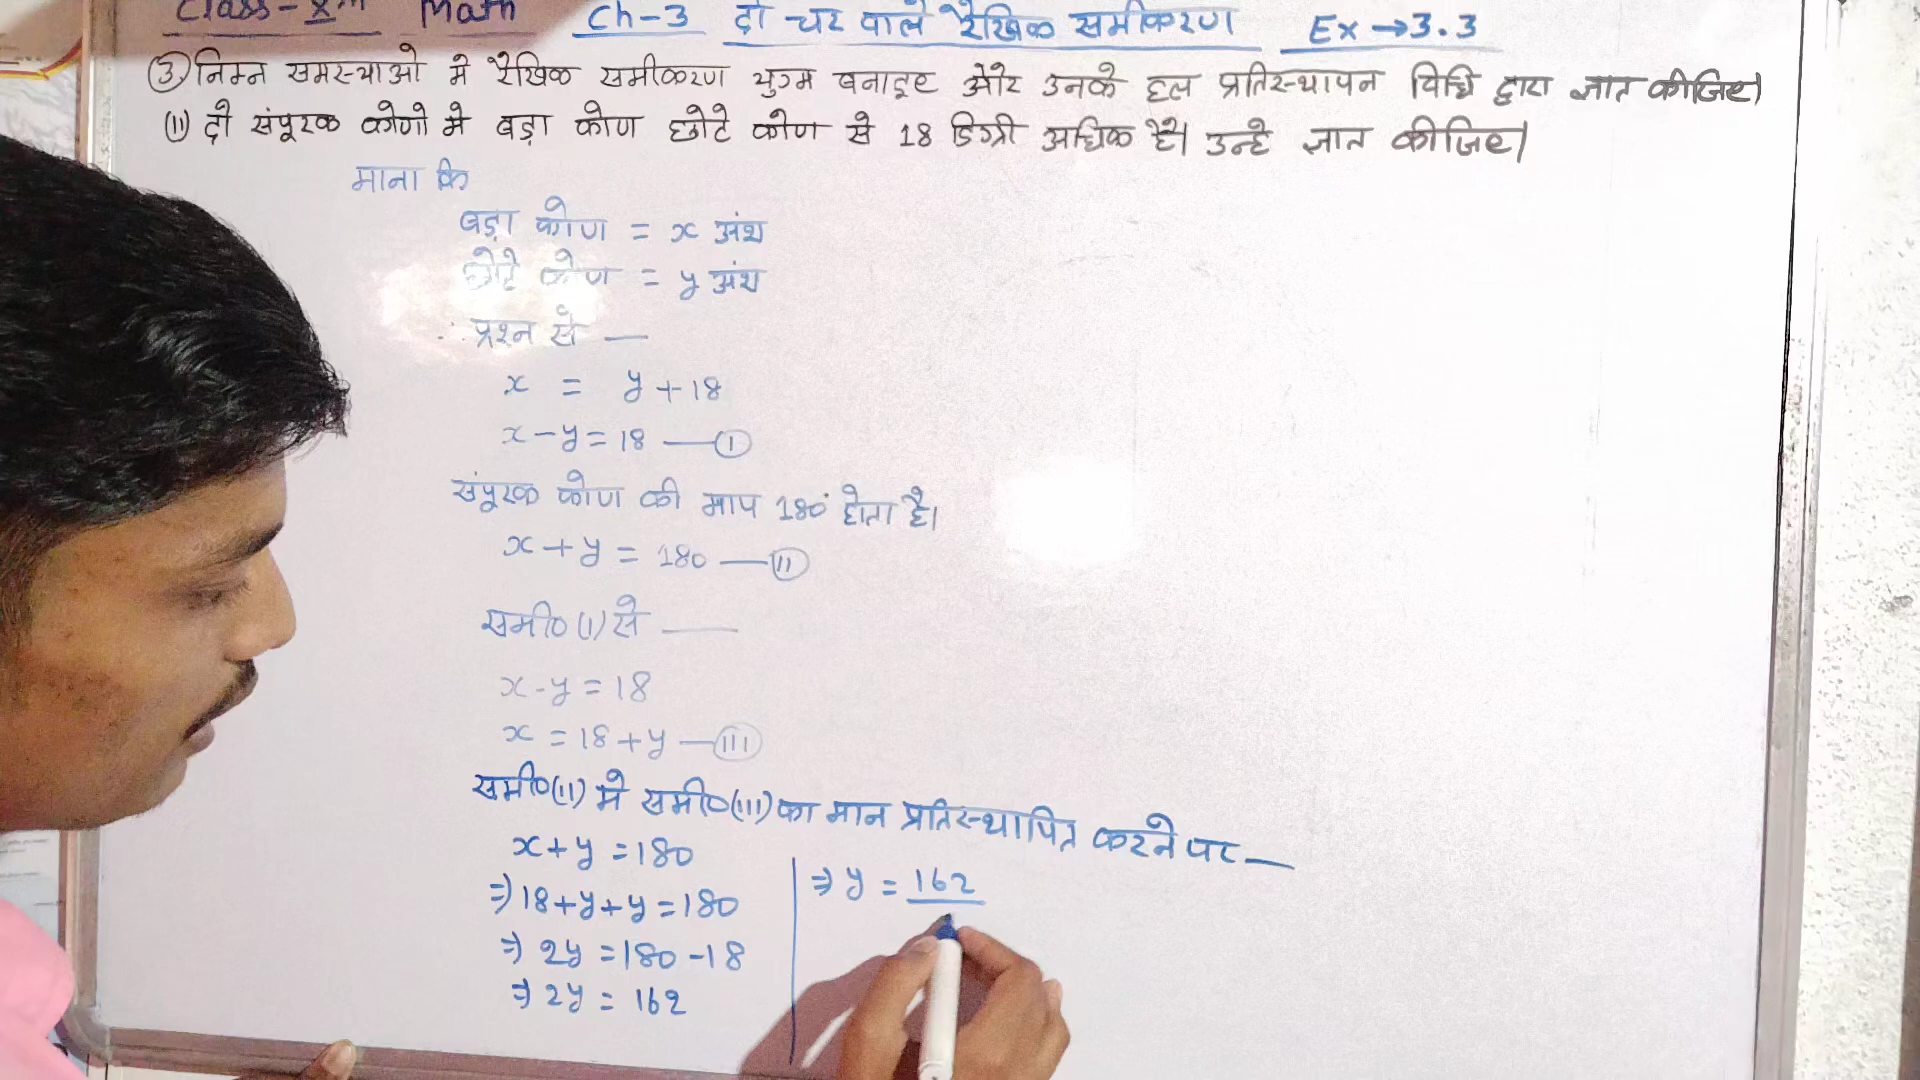 Class-Xth Math Ch-3 दो चर वाले रैखिक समीकरण Ex→3.3
③ निम्न समस्याओ मे रैखिक समीकरण युग्म बनाइए और उनके हल प्रतिस्थापन विधि द्वारा ज्ञात कीजिए।
(ii) दो संपूरक कोणो मे बड़ा कोण छोटे कोण से 18 डिग्री अधिक है। उन्हे ज्ञात कीजिए।
माना कि
बड़ा कोण = x अंश
छोटे कोण = y अंश
प्रश्न से —
x = y+18
x-y=18 —(I)
संपूरक कोण की माप 180° होता है।
x+y=180 —(II)
समी०(I) से —
x-y=18
x=18+y —(III)
समी०(II) मे समी०(III) का मान प्रतिस्थापित करने पर —
x+y=180
⇒18+y+y=180
⇒ 2y=180-18
⇒ 2y=162
⇒ y = 162